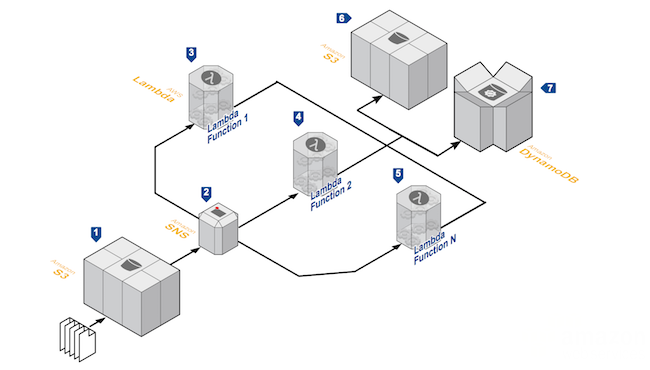 6
Amazon
S3
3
AWS
Lambda
7
Lambda
Function 1
4
Amazon
DynamoDB
5
Lambda
Function 2
2
Amazon
SNS
1
Lambda
Function N
Amazon
S3